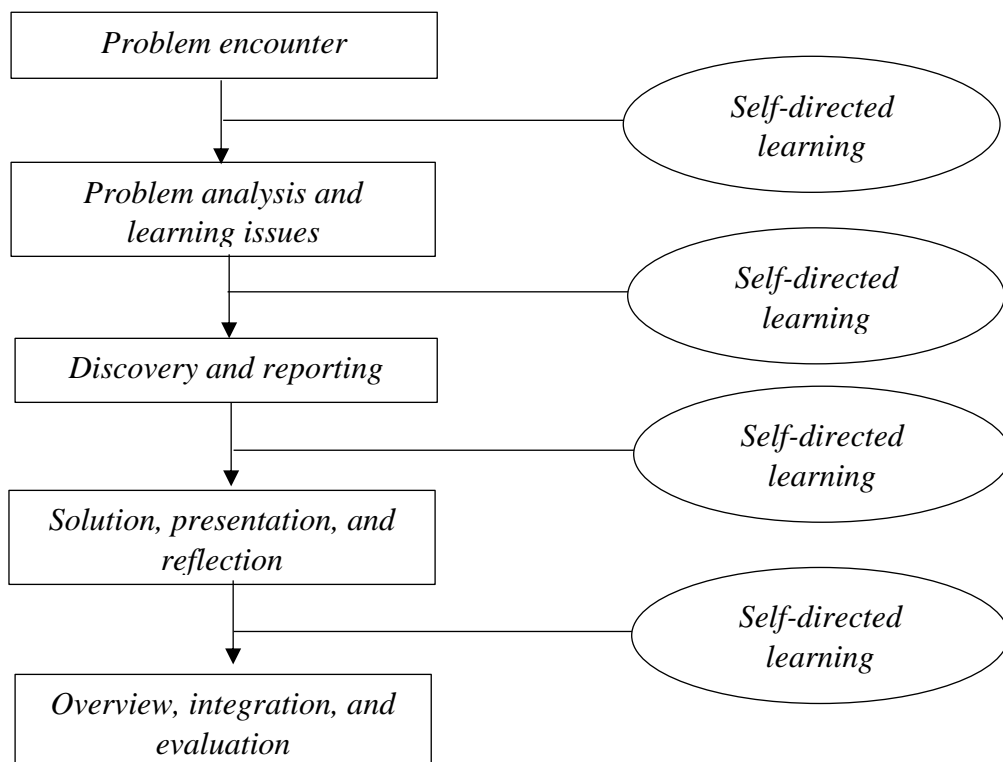 Problem encounter
Self-directed
learning
Problem analysis and
learning issues
Self-directed
learning
Discovery and reporting
Self-directed
learning
Solution, presentation, and
reflection
Self-directed
learning
Overview, integration, and
evaluation